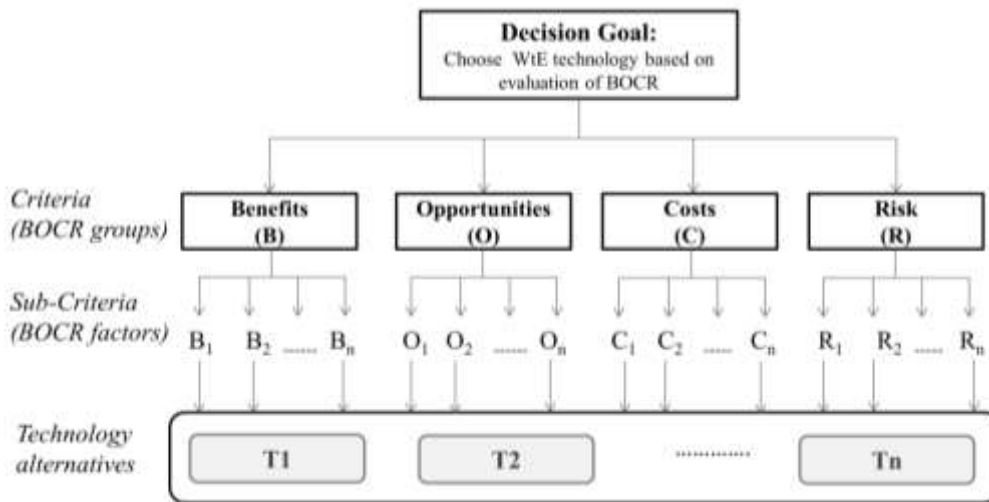 Decision Goal:
Choose WtE technology based on
evaluation of BOCR
Criteria
(BOCR groups)
Benefits
(B)
Opportunities
(O)
Costs
(C)
Risk
(R)
Sub-Criteria
(BOCR factors)
B₁ B₂ ...... Bₙ O₁ O₂ ....... Oₙ C₁ C₂ ...... Cₙ R₁ R₂ ...... Rₙ
Technology
alternatives
T1 T2 ............. Tn